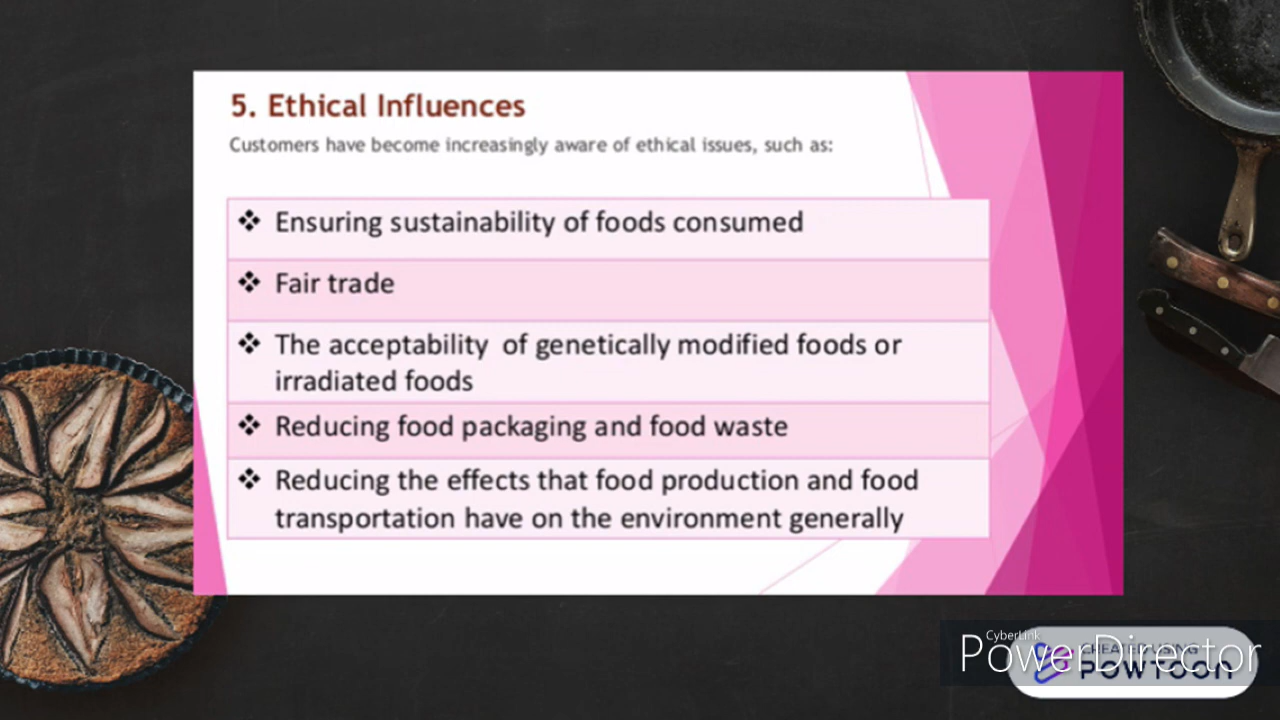 5. Ethical Influences
Customers have become increasingly aware of ethical issues, such as:
❖ Ensuring sustainability of foods consumed
❖ Fair trade
❖ The acceptability of genetically modified foods or
irradiated foods
❖ Reducing food packaging and food waste
❖ Reducing the effects that food production and food
transportation have on the environment generally
CyberLink
PowerDirector
CREATED USING
POWTOON